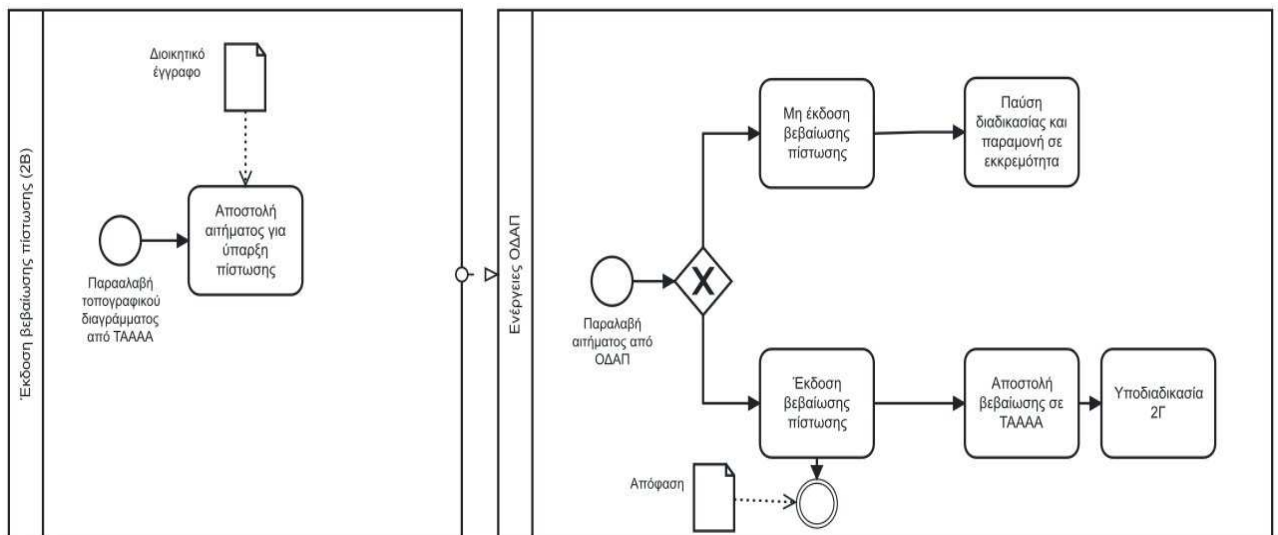 Έκδοση βεβαίωσης πίστωσης (2Β)
Διοικητικό
έγγραφο
Αποστολή
αιτήματος για
ύπαρξη
πίστωσης
Παρααλαβή
τοπογραφικού
διαγράμματος
από ΤΑΑΑΑ
Ενέργειες ΟΔΑΠ
Παραλαβή
αιτήματος από
ΟΔΑΠ
X
Μη έκδοση
βεβαίωσης
πίστωσης
Παύση
διαδικασίας και
παραμονή σε
εκκρεμότητα
Έκδοση
βεβαίωσης
πίστωσης
Αποστολή
βεβαίωσης σε
ΤΑΑΑΑ
Υποδιαδικασία
2Γ
Απόφαση